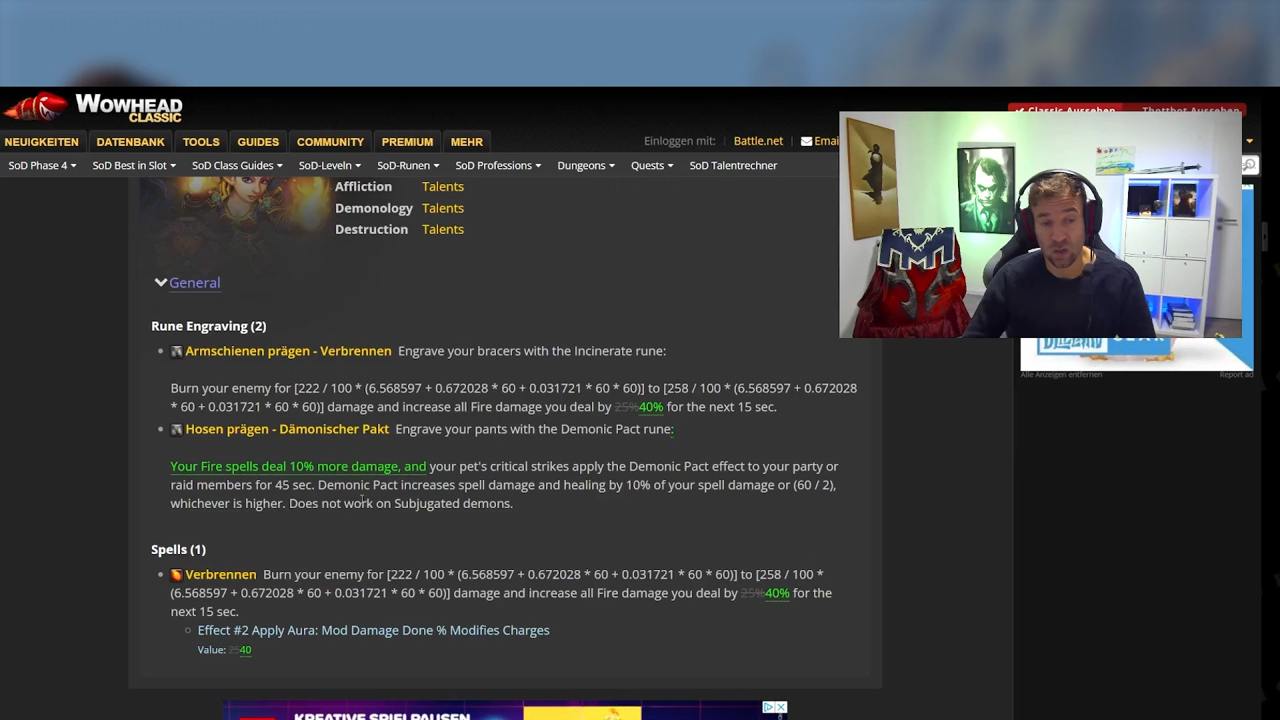 WOWHEAD
CLASSIC
NEUIGKEITEN DATENBANK TOOLS GUIDES COMMUNITY PREMIUM MEHR
Einloggen mit: Battle.net Emai
Classic Aussehen Thottbot Aussehen
SoD Phase 4 SoD Best in Slot SoD Class Guides SoD-Leveln SoD-Runen SoD Professions Dungeons Quests SoD Talentrechner
Affliction Talents
Demonology Talents
Destruction Talents
General
Rune Engraving (2)
Armschienen prägen - Verbrennen Engrave your bracers with the Incinerate rune:
Burn your enemy for [222 / 100 * (6.568597 + 0.672028 * 60 + 0.031721 * 60 * 60)] to [258 / 100 * (6.568597 + 0.672028
* 60 + 0.031721 * 60 * 60)] damage and increase all Fire damage you deal by 25%40% for the next 15 sec.
Hosen prägen - Dämonischer Pakt Engrave your pants with the Demonic Pact rune:
Your Fire spells deal 10% more damage, and your pet's critical strikes apply the Demonic Pact effect to your party or
raid members for 45 sec. Demonic Pact increases spell damage and healing by 10% of your spell damage or (60 / 2),
whichever is higher. Does not work on Subjugated demons.
Spells (1)
Verbrennen Burn your enemy for [222 / 100 * (6.568597 + 0.672028 * 60 + 0.031721 * 60 * 60)] to [258 / 100 *
(6.568597 + 0.672028 * 60 + 0.031721 * 60 * 60)] damage and increase all Fire damage you deal by 25%40% for the
next 15 sec.
Effect #2 Apply Aura: Mod Damage Done % Modifies Charges
Value: 2540
Alle Anzeigen entfernen Report ad
KREATIVE SPIELPAUSEN